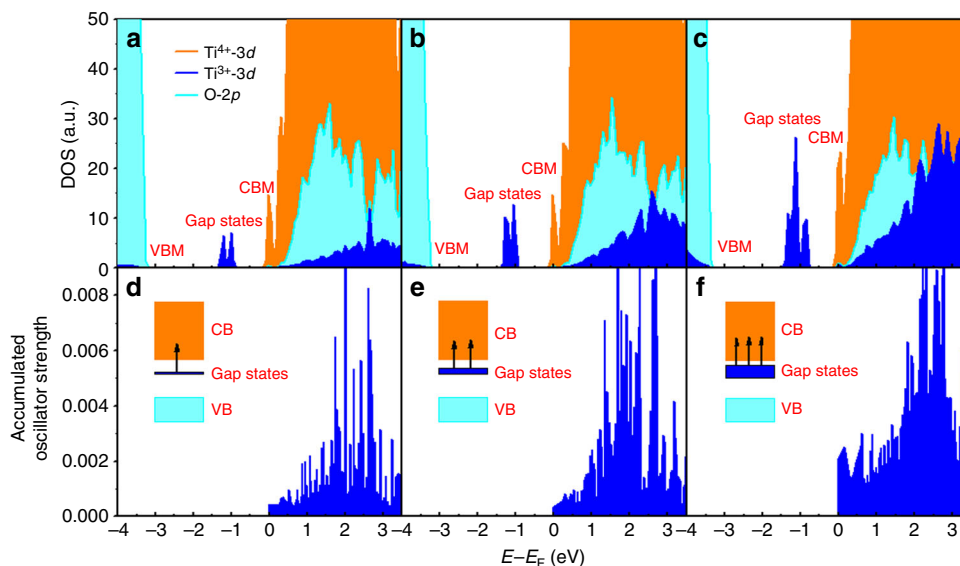 a
b
c
Ti4+-3d
Ti3+-3d
O-2p
50
40
30
20
10
0
DOS (a.u.)
CBM
Gap states
VBM
CBM
Gap states
VBM
Gap states
CBM
VBM
d
e
f
0.008
0.006
0.004
0.002
0.000
Accumulated
oscillator strength
CB
Gap states
VB
CB
Gap states
VB
CB
Gap states
VB
–4 –3 –2 –1 0 1 2 3 –4 –3 –2 –1 0 1 2 3 –4 –3 –2 –1 0 1 2 3
E–EF (eV)